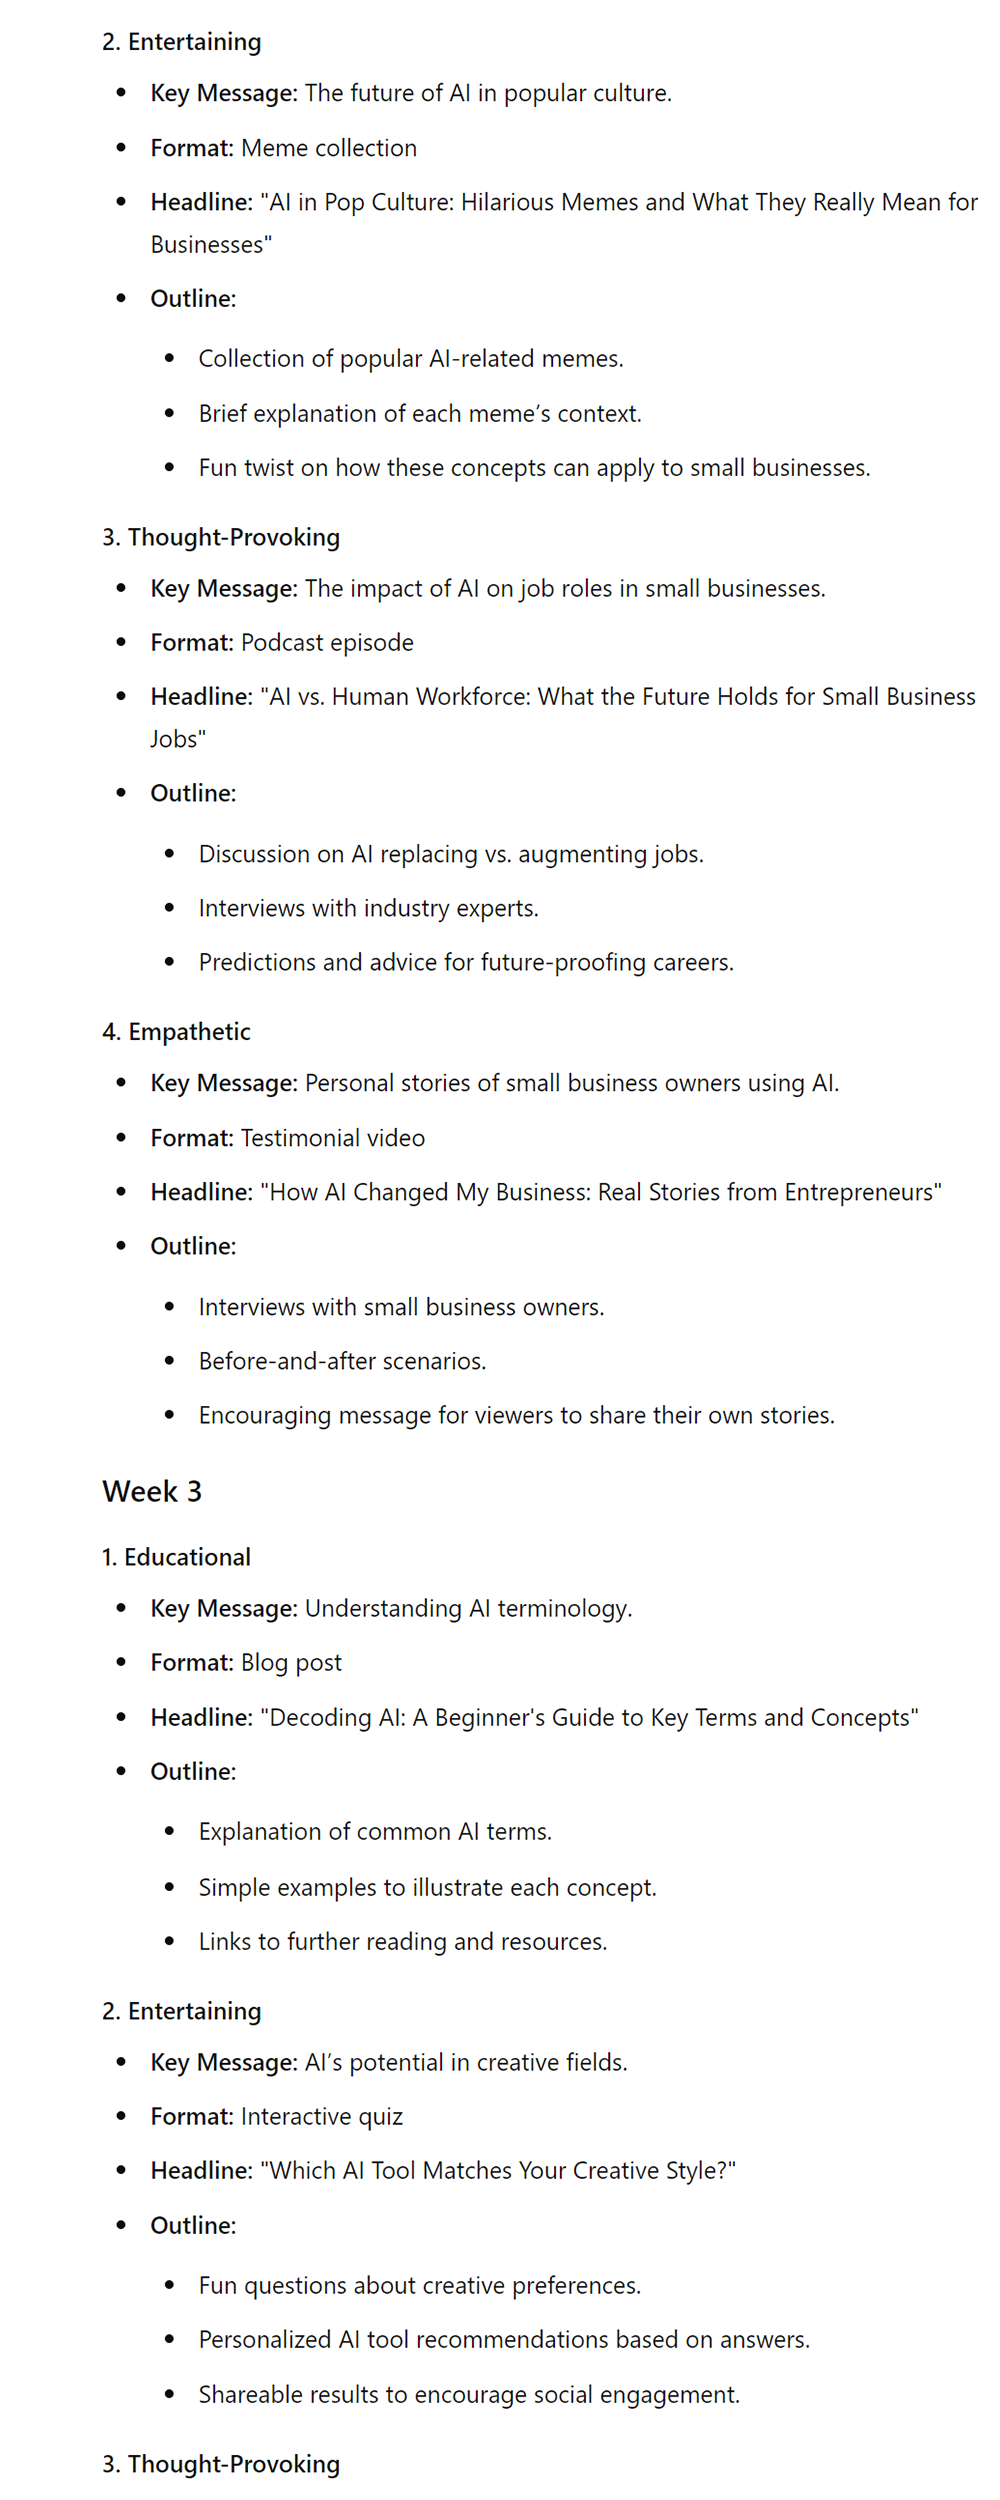 2. Entertaining
• Key Message: The future of AI in popular culture.
• Format: Meme collection
• Headline: "AI in Pop Culture: Hilarious Memes and What They Really Mean for
Businesses"
• Outline:
• Collection of popular AI-related memes.
• Brief explanation of each meme’s context.
• Fun twist on how these concepts can apply to small businesses.
3. Thought-Provoking
• Key Message: The impact of AI on job roles in small businesses.
• Format: Podcast episode
• Headline: "AI vs. Human Workforce: What the Future Holds for Small Business
Jobs"
• Outline:
• Discussion on AI replacing vs. augmenting jobs.
• Interviews with industry experts.
• Predictions and advice for future-proofing careers.
4. Empathetic
• Key Message: Personal stories of small business owners using AI.
• Format: Testimonial video
• Headline: "How AI Changed My Business: Real Stories from Entrepreneurs"
• Outline:
• Interviews with small business owners.
• Before-and-after scenarios.
• Encouraging message for viewers to share their own stories.
Week 3
1. Educational
• Key Message: Understanding AI terminology.
• Format: Blog post
• Headline: "Decoding AI: A Beginner's Guide to Key Terms and Concepts"
• Outline:
• Explanation of common AI terms.
• Simple examples to illustrate each concept.
• Links to further reading and resources.
2. Entertaining
• Key Message: AI’s potential in creative fields.
• Format: Interactive quiz
• Headline: "Which AI Tool Matches Your Creative Style?"
• Outline:
• Fun questions about creative preferences.
• Personalized AI tool recommendations based on answers.
• Shareable results to encourage social engagement.
3. Thought-Provoking